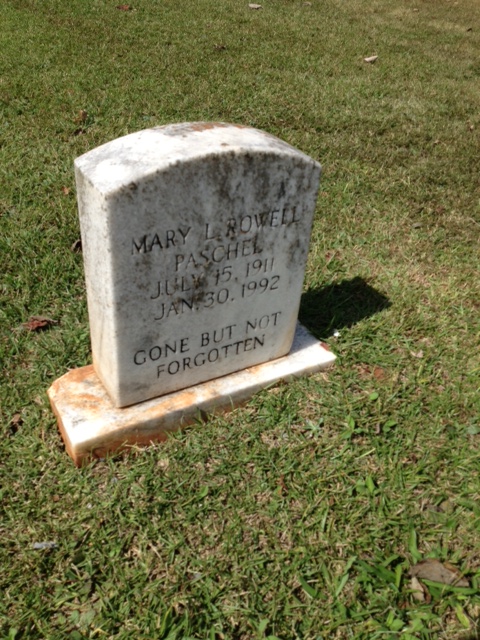 MARY L. ROWELL
PASCHEL
JULY 15, 1911
JAN. 30, 1992
GONE BUT NOT
FORGOTTEN